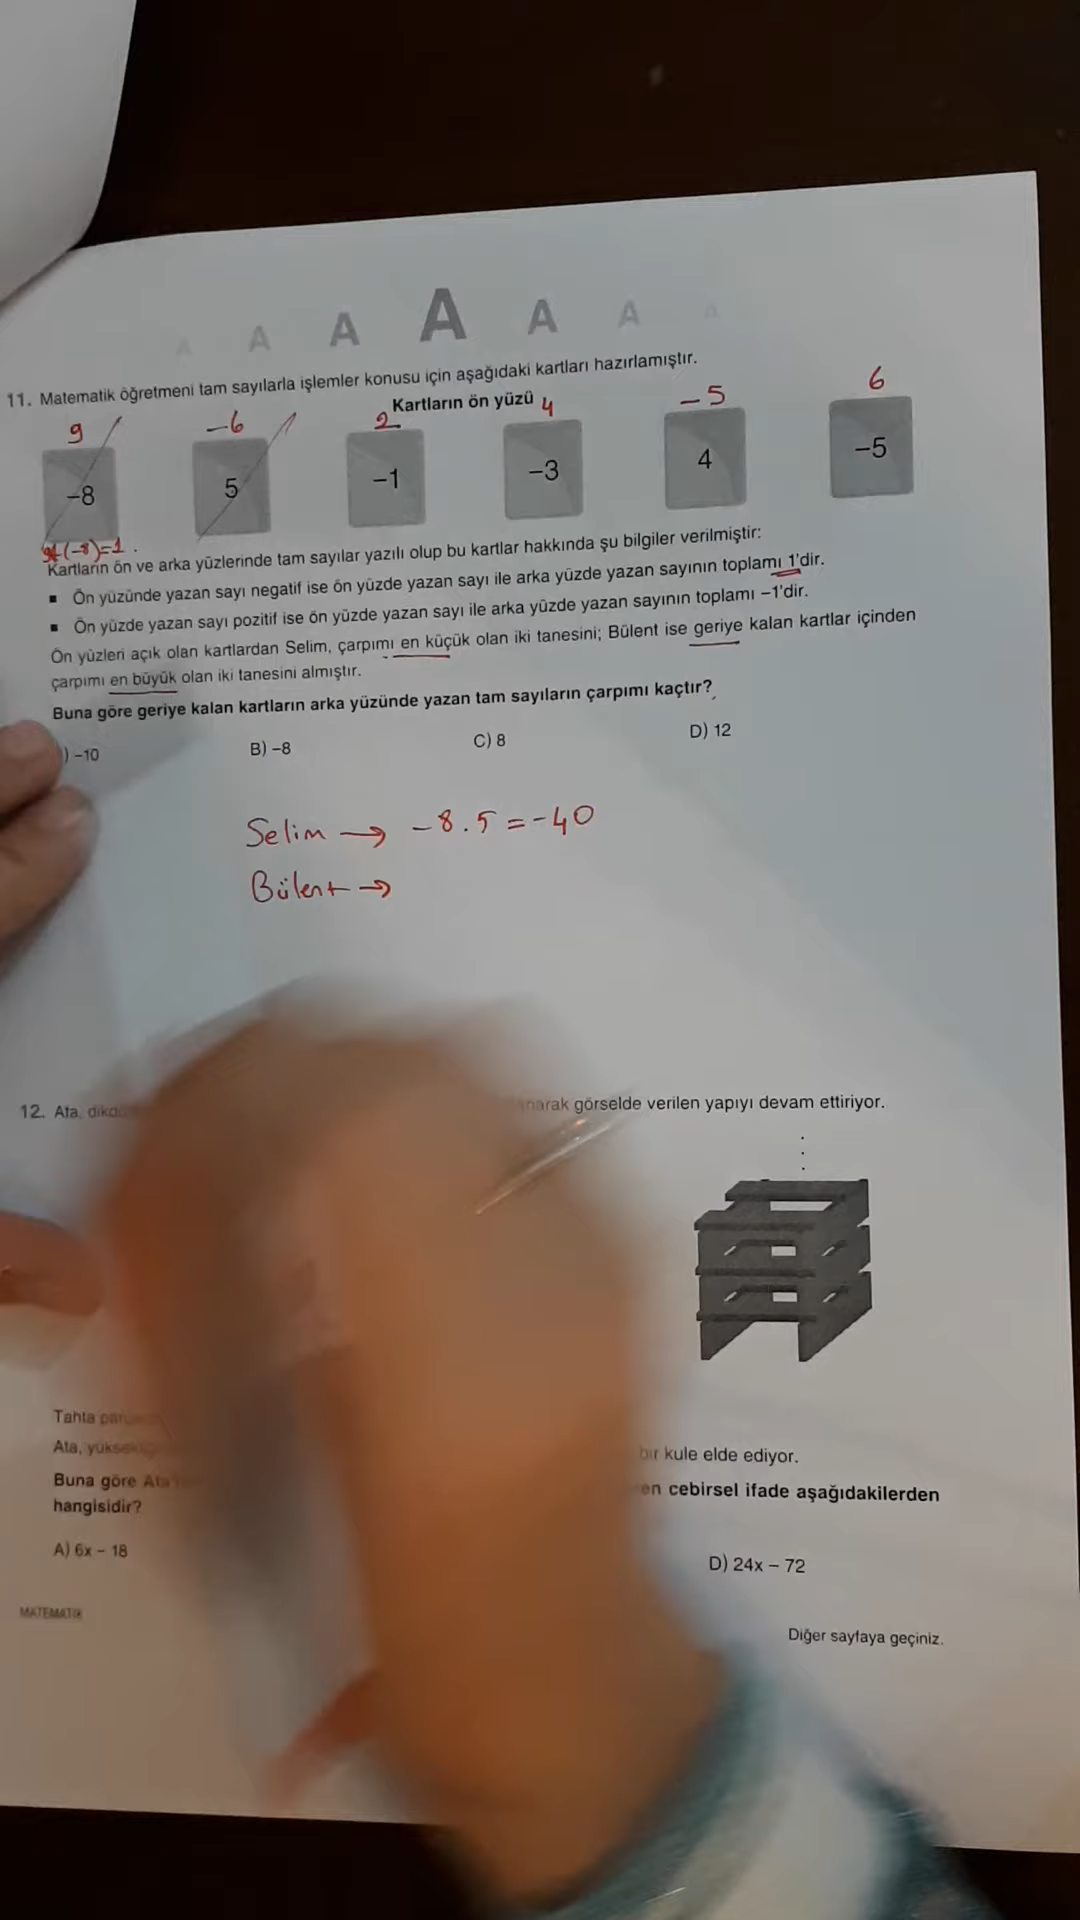 A A A A A A A
11. Matematik öğretmeni tam sayılarla işlemler konusu için aşağıdaki kartları hazırlamıştır.
Kartların ön yüzü
9 -6 2 4 -5 6
-8 5 -1 -3 4 -5
9+(-8)=1
Kartların ön ve arka yüzlerinde tam sayılar yazılı olup bu kartlar hakkında şu bilgiler verilmiştir:
▪ Ön yüzünde yazan sayı negatif ise ön yüzde yazan sayı ile arka yüzde yazan sayının toplamı 1'dir.
▪ Ön yüzde yazan sayı pozitif ise ön yüzde yazan sayı ile arka yüzde yazan sayının toplamı –1'dir.
Ön yüzleri açık olan kartlardan Selim, çarpımı en küçük olan iki tanesini; Bülent ise geriye kalan kartlar içinden
çarpımı en büyük olan iki tanesini almıştır.
Buna göre geriye kalan kartların arka yüzünde yazan tam sayıların çarpımı kaçtır?
) –10 B) –8 C) 8 D) 12
Selim → -8.5=-40
Bülent →
12. Ata, görselde verilen yapıyı devam ettiriyor.
Tahta
Ata, bir kule elde ediyor.
Buna göre cebirsel ifade aşağıdakilerden
hangisidir?
A) 6x – 18 D) 24x – 72
MATEMATİK
Diğer sayfaya geçiniz.